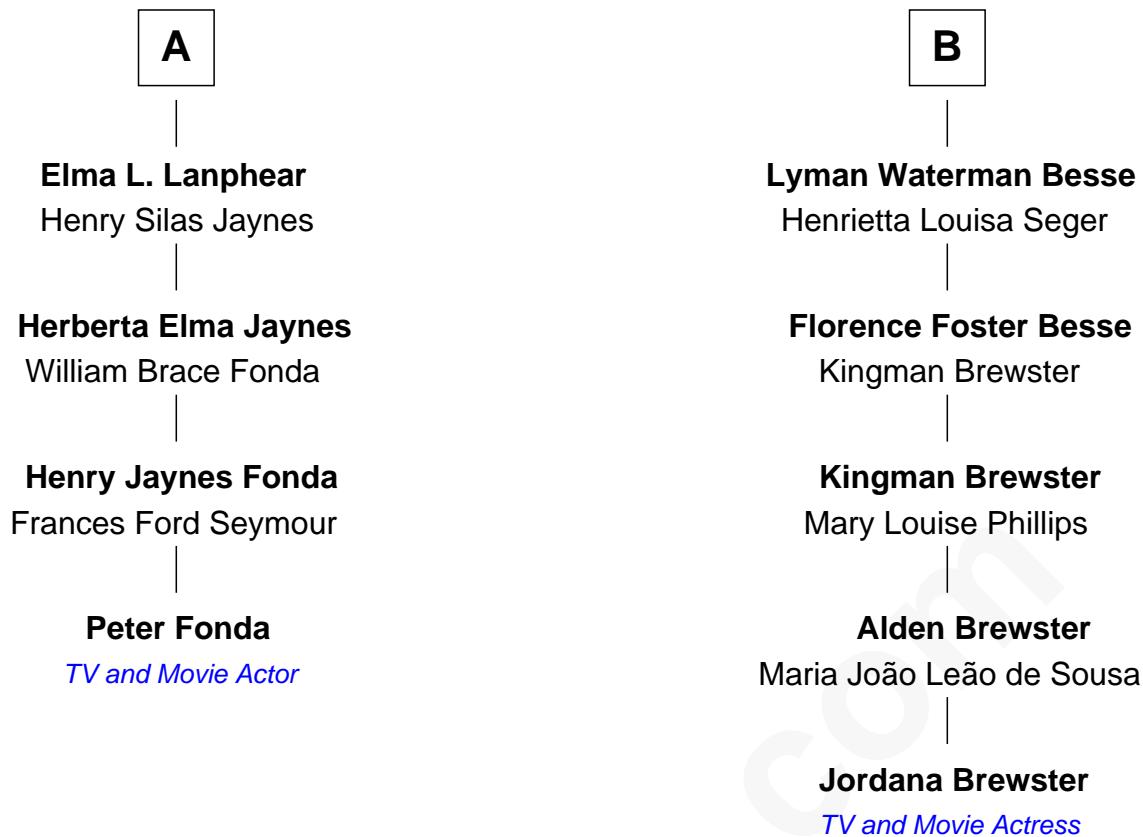 A
Elma L. Lanphear
Henry Silas Jaynes
Herberta Elma Jaynes
William Brace Fonda
Henry Jaynes Fonda
Frances Ford Seymour
Peter Fonda
TV and Movie Actor
B
Lyman Waterman Besse
Henrietta Louisa Seger
Florence Foster Besse
Kingman Brewster
Kingman Brewster
Mary Louise Phillips
Alden Brewster
Maria João Leão de Sousa
Jordana Brewster
TV and Movie Actress
com